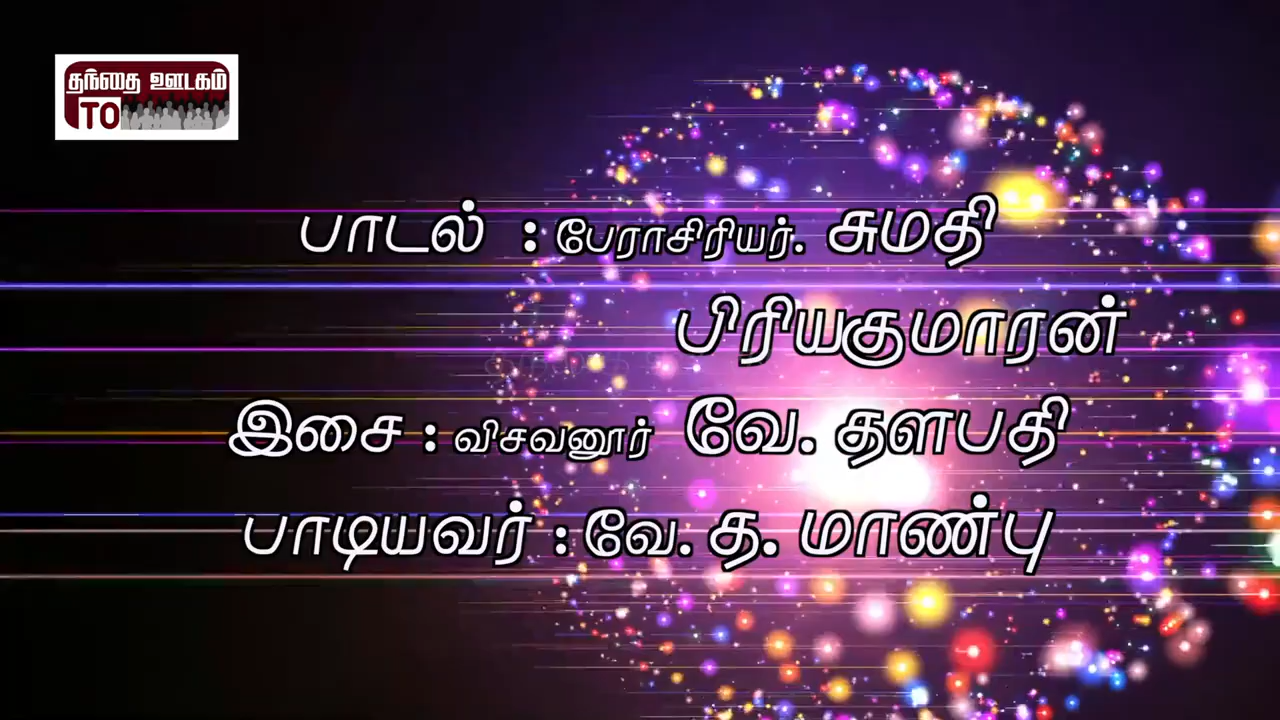 தந்தை ஊடகம்
TO
பாடல் : பேராசிரியர். சுமதி
பிரியகுமாரன்
இசை : விசவனூர் வே. தளபதி
பாடியவர் : வே. த. மாண்பு